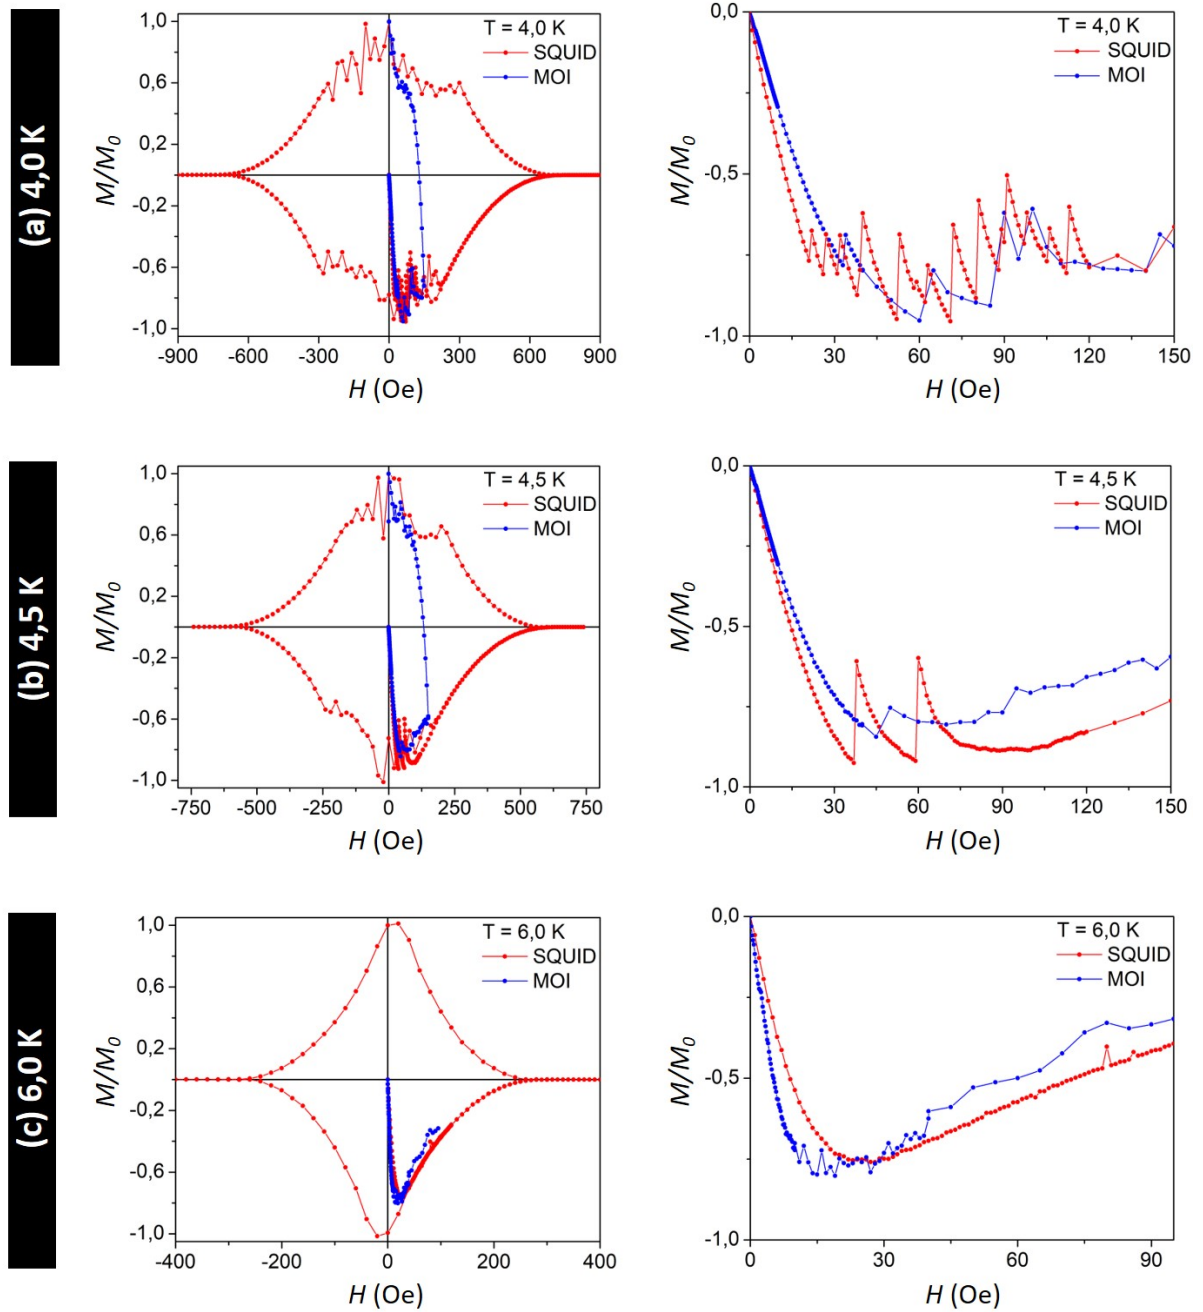 (a) 4,0 K
T = 4,0 K
SQUID
MOI
M/M0
1,0
0,6
0,2
-0,2
-0,6
-1,0
-900 -600 -300 0 300 600 900
H (Oe)
T = 4,0 K
SQUID
MOI
M/M0
0,0
-0,5
-1,0
0 30 60 90 120 150
H (Oe)
(b) 4,5 K
T = 4,5 K
SQUID
MOI
M/M0
1,0
0,6
0,2
-0,2
-0,6
-1,0
-750 -500 -250 0 250 500 750
H (Oe)
T = 4,5 K
SQUID
MOI
M/M0
0,0
-0,5
-1,0
0 30 60 90 120 150
H (Oe)
(c) 6,0 K
T = 6,0 K
SQUID
MOI
M/M0
1,0
0,6
0,2
-0,2
-0,6
-1,0
-400 -200 0 200 400
H (Oe)
T = 6,0 K
SQUID
MOI
M/M0
0,0
-0,5
-1,0
0 30 60 90
H (Oe)